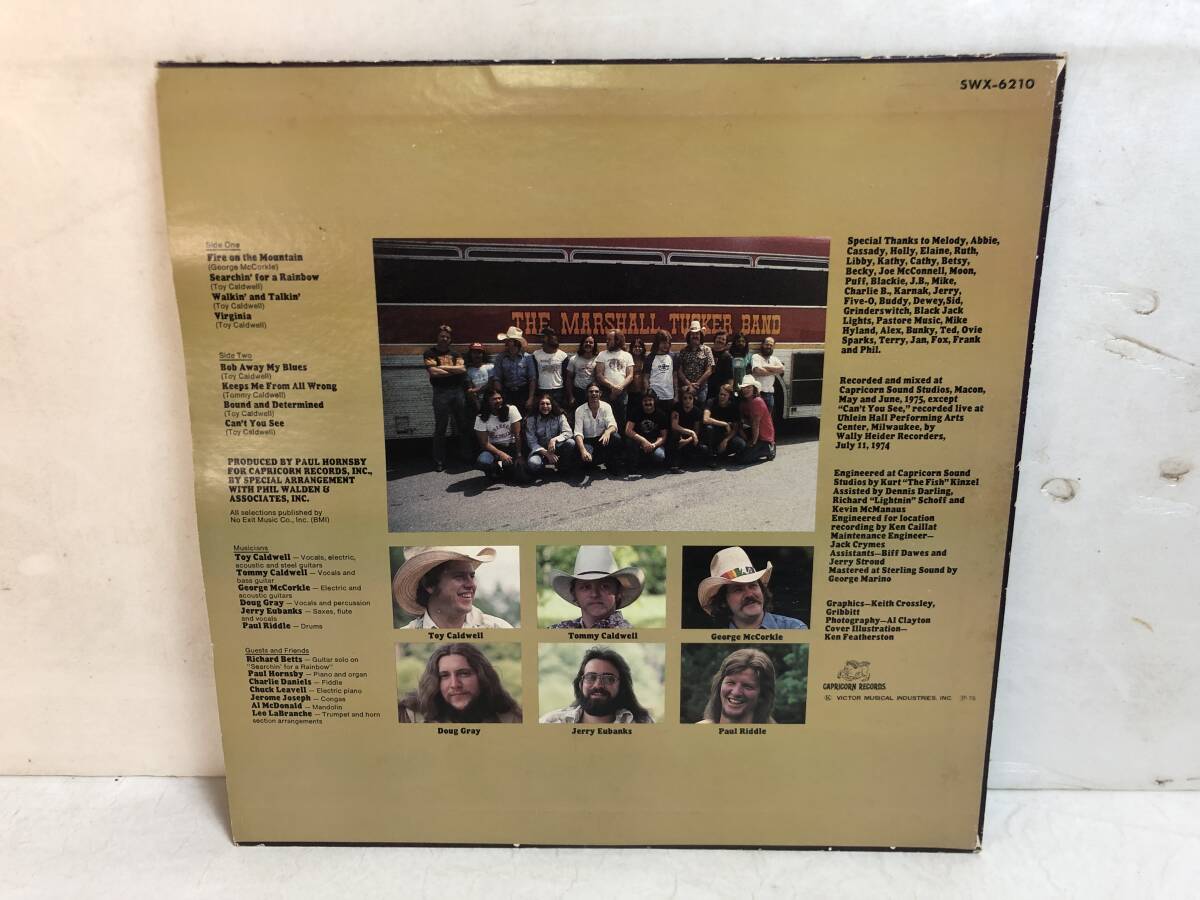 SWX-6210
Side One
Fire on the Mountain
(George McCorkle)
Searchin' for a Rainbow
(Toy Caldwell)
Walkin' and Talkin'
(Toy Caldwell)
Virginia
(Toy Caldwell)
Side Two
Bob Away My Blues
(Toy Caldwell)
Keeps Me From All Wrong
(Tommy Caldwell)
Bound and Determined
(Toy Caldwell)
Can't You See
(Toy Caldwell)
PRODUCED BY PAUL HORNSBY
FOR CAPRICORN RECORDS, INC.,
BY SPECIAL ARRANGEMENT
WITH PHIL WALDEN &
ASSOCIATES, INC.
All selections published by
No Exit Music Co., Inc. (BMI)
Musicians
Toy Caldwell – Vocals, electric,
acoustic and steel guitars
Tommy Caldwell – Vocals and
bass guitar
George McCorkle – Electric and
acoustic guitars
Doug Gray – Vocals and percussion
Jerry Eubanks – Saxes, flute
and vocals
Paul Riddle – Drums
Guests and Friends
Richard Betts – Guitar solo on
"Searchin' for a Rainbow"
Paul Hornsby – Piano and organ
Charlie Daniels – Fiddle
Chuck Leavell – Electric piano
Jerome Joseph – Congas
Al McDonald – Mandolin
Leo LaBranche – Trumpet and horn
section arrangements
THE MARSHALL TUCKER BAND
Toy Caldwell
Tommy Caldwell
George McCorkle
Doug Gray
Jerry Eubanks
Paul Riddle
Special Thanks to Melody, Abbie,
Cassady, Holly, Elaine, Ruth,
Libby, Kathy, Cathy, Betsy,
Becky, Joe McConnell, Moon,
Puff, Blackie, J.B., Mike,
Charlie B., Karnak, Jerry,
Five-O, Buddy, Dewey,Sid,
Grinderswitch, Black Jack
Lights, Pastore Music, Mike
Hyland, Alex, Bunky, Ted, Ovie
Sparks, Terry, Jan, Fox, Frank
and Phil.
Recorded and mixed at
Capricorn Sound Studios, Macon,
May and June, 1975, except
"Can't You See," recorded live at
Uhlein Hall Performing Arts
Center, Milwaukee, by
Wally Heider Recorders,
July 11, 1974
Engineered at Capricorn Sound
Studios by Kurt "The Fish" Kinzel
Assisted by Dennis Darling,
Richard "Lightnin" Schoff and
Kevin McManaus
Engineered for location
recording by Ken Caillat
Maintenance Engineer–
Jack Crymes
Assistants–Biff Dawes and
Jerry Stroud
Mastered at Sterling Sound by
George Marino
Graphics–Keith Crossley,
Gribbitt
Photography–Al Clayton
Cover Illustration–
Ken Featherston
CAPRICORN RECORDS
VICTOR MUSICAL INDUSTRIES, INC